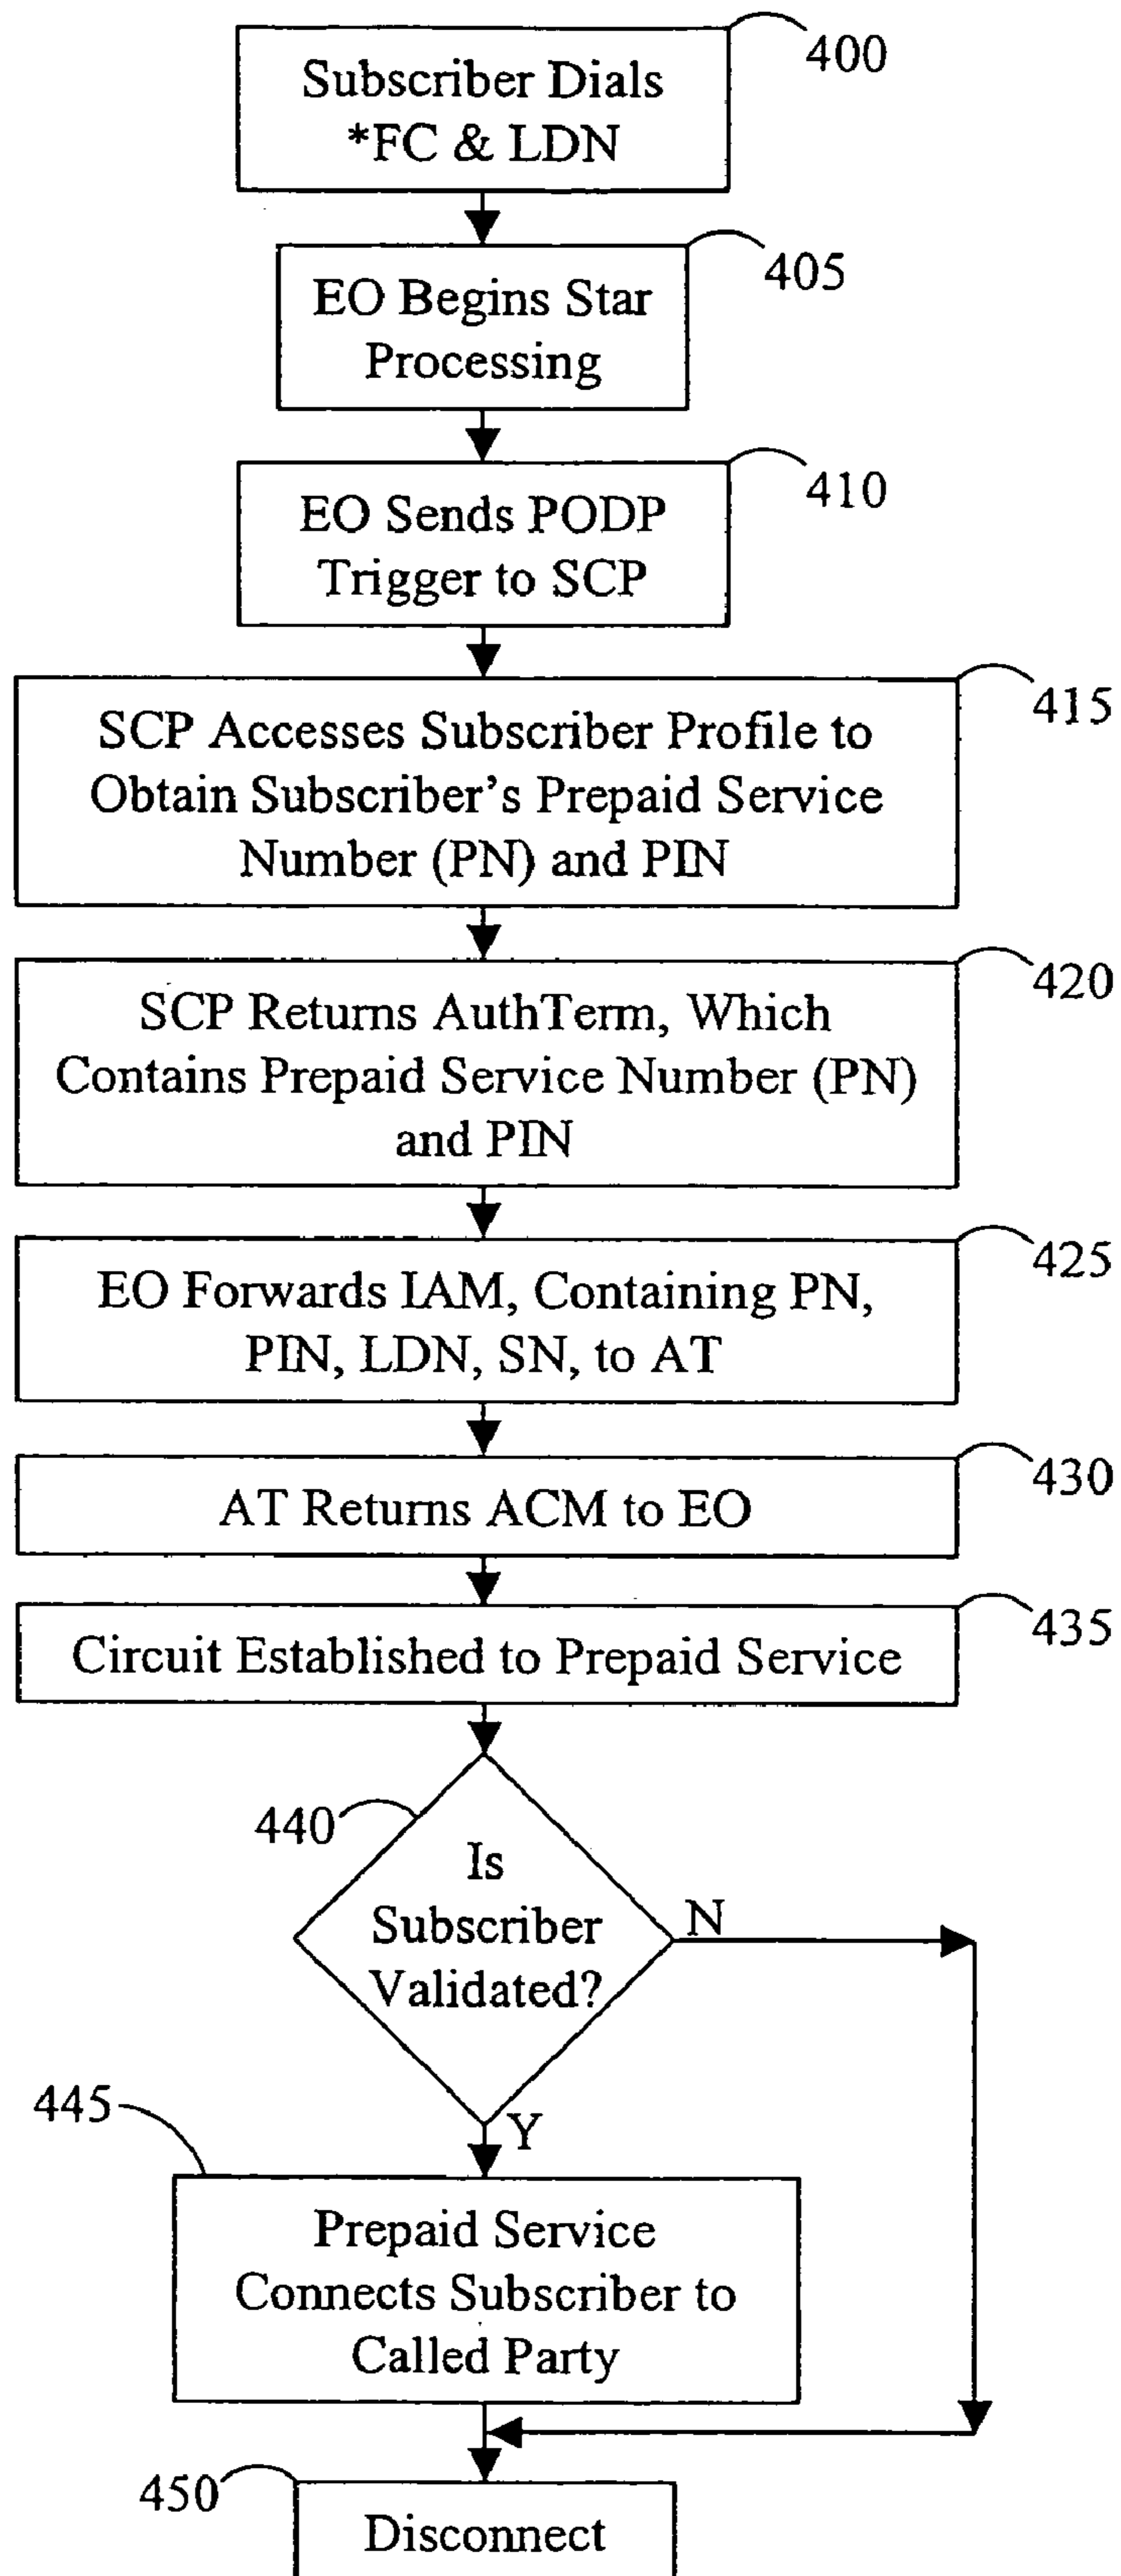 400
Subscriber Dials
*FC & LDN
405
EO Begins Star
Processing
410
EO Sends PODP
Trigger to SCP
415
SCP Accesses Subscriber Profile to
Obtain Subscriber's Prepaid Service
Number (PN) and PIN
420
SCP Returns AuthTerm, Which
Contains Prepaid Service Number (PN)
and PIN
425
EO Forwards IAM, Containing PN,
PIN, LDN, SN, to AT
430
AT Returns ACM to EO
435
Circuit Established to Prepaid Service
440
Is
Subscriber
Validated?
N
Y
445
Prepaid Service
Connects Subscriber to
Called Party
450
Disconnect